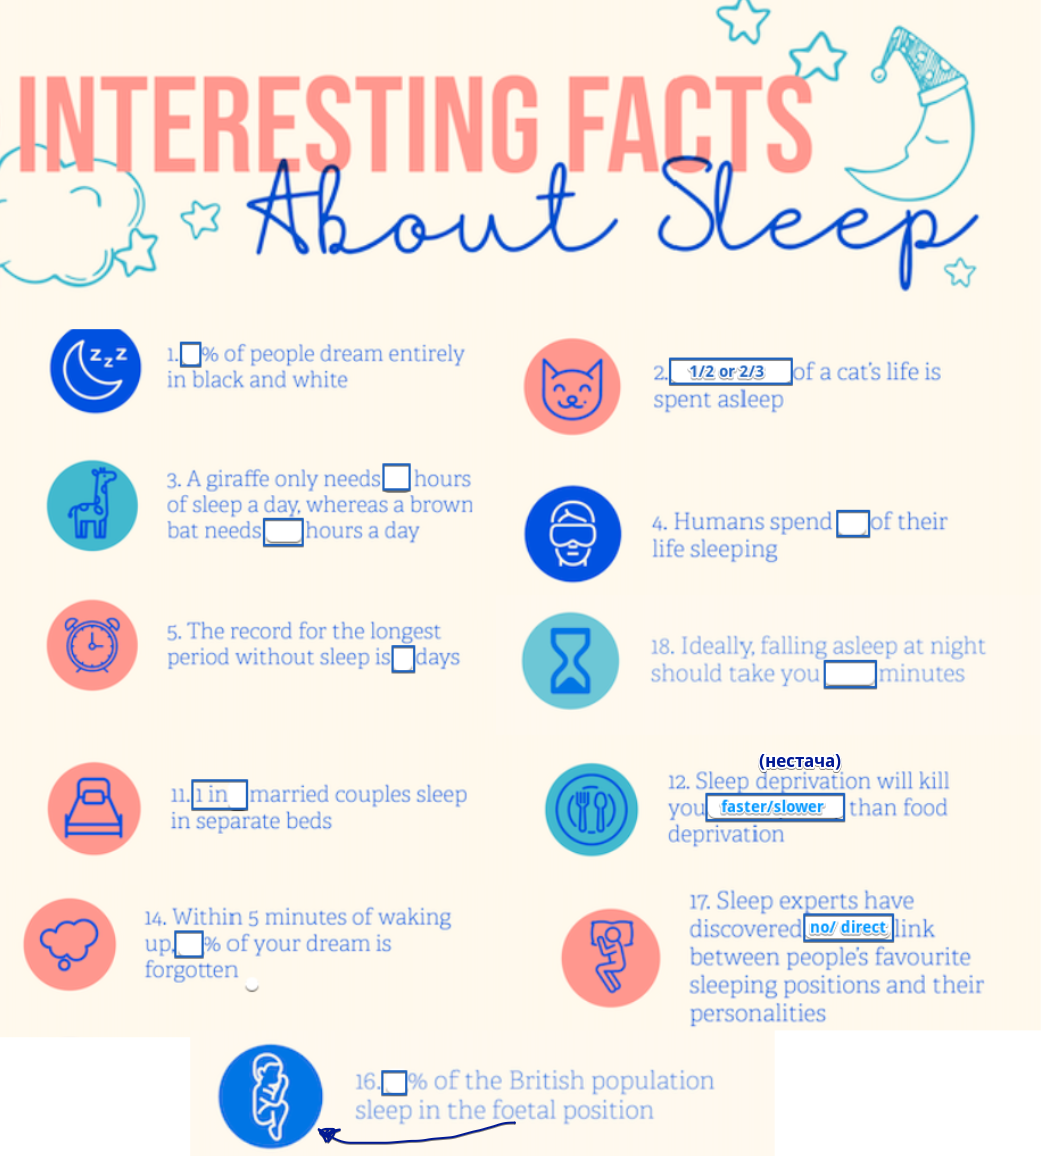 INTERESTING FACTS
About Sleep
zzz
1. % of people dream entirely
in black and white
2. 1/2 or 2/3 of a cat's life is
spent asleep
3. A giraffe only needs hours
of sleep a day, whereas a brown
bat needs hours a day
4. Humans spend of their
life sleeping
5. The record for the longest
period without sleep is days
18. Ideally, falling asleep at night
should take you minutes
11. 1 in married couples sleep
in separate beds
(нестача)
12. Sleep deprivation will kill
you faster/slower than food
deprivation
14. Within 5 minutes of waking
up, % of your dream is
forgotten
17. Sleep experts have
discovered no/ direct link
between people's favourite
sleeping positions and their
personalities
16. % of the British population
sleep in the foetal position